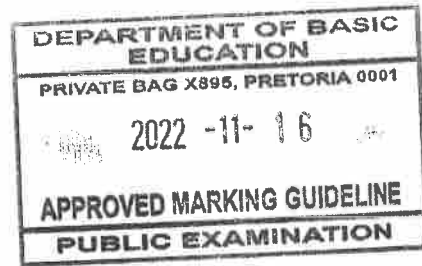 DEPARTMENT OF BASIC
EDUCATION
PRIVATE BAG X895, PRETORIA 0001
2022 -11- 16
APPROVED MARKING GUIDELINE
PUBLIC EXAMINATION